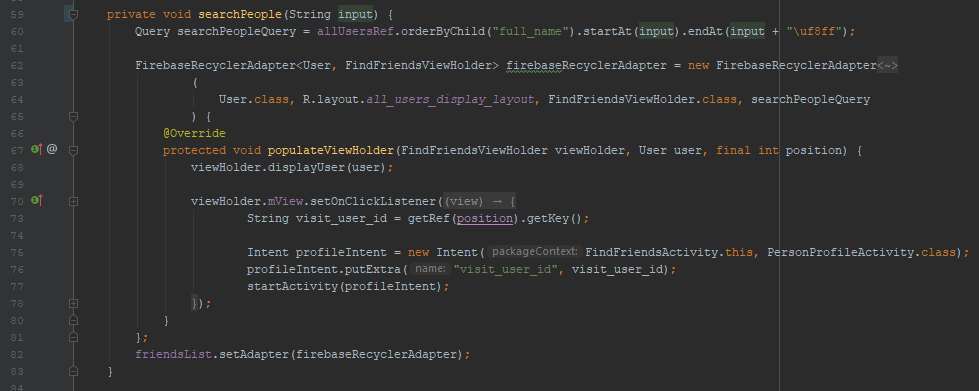 59 private void searchPeople(String input) {
60 Query searchPeopleQuery = allUsersRef.orderByChild("full_name").startAt(input).endAt(input + "\uf8ff");
61
62 FirebaseRecyclerAdapter<User, FindFriendsViewHolder> firebaseRecyclerAdapter = new FirebaseRecyclerAdapter<~>
63 (
64 User.class, R.layout.all_users_display_layout, FindFriendsViewHolder.class, searchPeopleQuery
65 ) {
66 @Override
67 @ protected void populateViewHolder(FindFriendsViewHolder viewHolder, User user, final int position) {
68 viewHolder.displayUser(user);
69
70 viewHolder.mView.setOnClickListener((view) → {
73 String visit_user_id = getRef(position).getKey();
74
75 Intent profileIntent = new Intent( packageContext: FindFriendsActivity.this, PersonProfileActivity.class);
76 profileIntent.putExtra( name: "visit_user_id", visit_user_id);
77 startActivity(profileIntent);
78 });
80 }
81 };
82 friendsList.setAdapter(firebaseRecyclerAdapter);
83 }
84